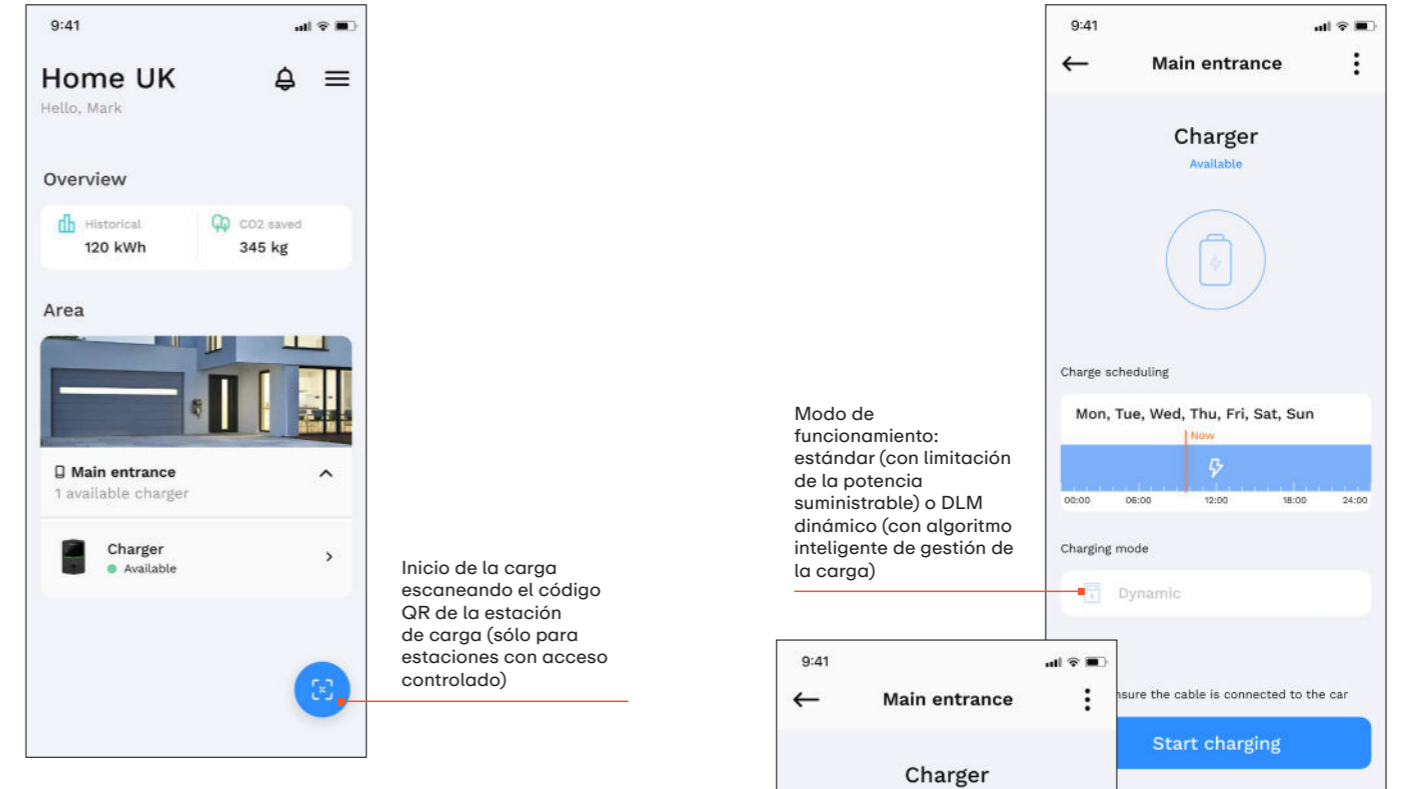 9:41
Home UK
Hello, Mark
Overview
Historical
120 kWh
CO2 saved
345 kg
Area
Main entrance
1 available charger
Charger
Available
Inicio de la carga
escaneando el código
QR de la estación
de carga (sólo para
estaciones con acceso
controlado)
Modo de
funcionamiento:
estándar (con limitación
de la potencia
suministrable) o DLM
dinámico (con algoritmo
inteligente de gestión de
la carga)
9:41
Main entrance
Charger
Available
Charge scheduling
Mon, Tue, Wed, Thu, Fri, Sat, Sun
Now
00:00 06:00 12:00 18:00 24:00
Charging mode
Dynamic
the cable is connected to the car
Start charging
9:41
Main entrance
Charger